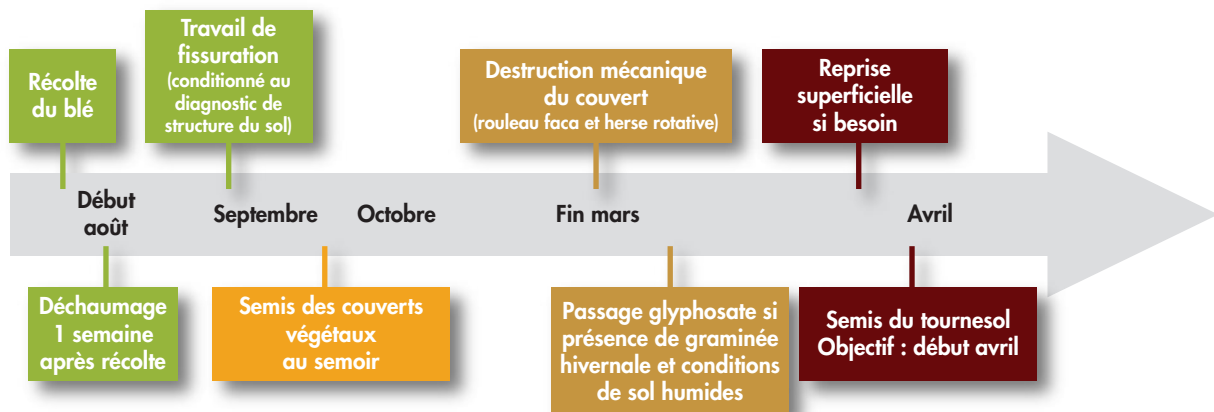 Récolte
du blé
Travail de
fissuration
(conditionné au
diagnostic de
structure du sol)
Destruction mécanique
du couvert
(rouleau faca et herse rotative)
Reprise
superficielle
si besoin
Début
août
Septembre
Octobre
Fin mars
Avril
Déchaumage
1 semaine
après récolte
Semis des couverts
végétaux
au semoir
Passage glyphosate si
présence de graminée
hivernale et conditions
de sol humides
Semis du tournesol
Objectif : début avril